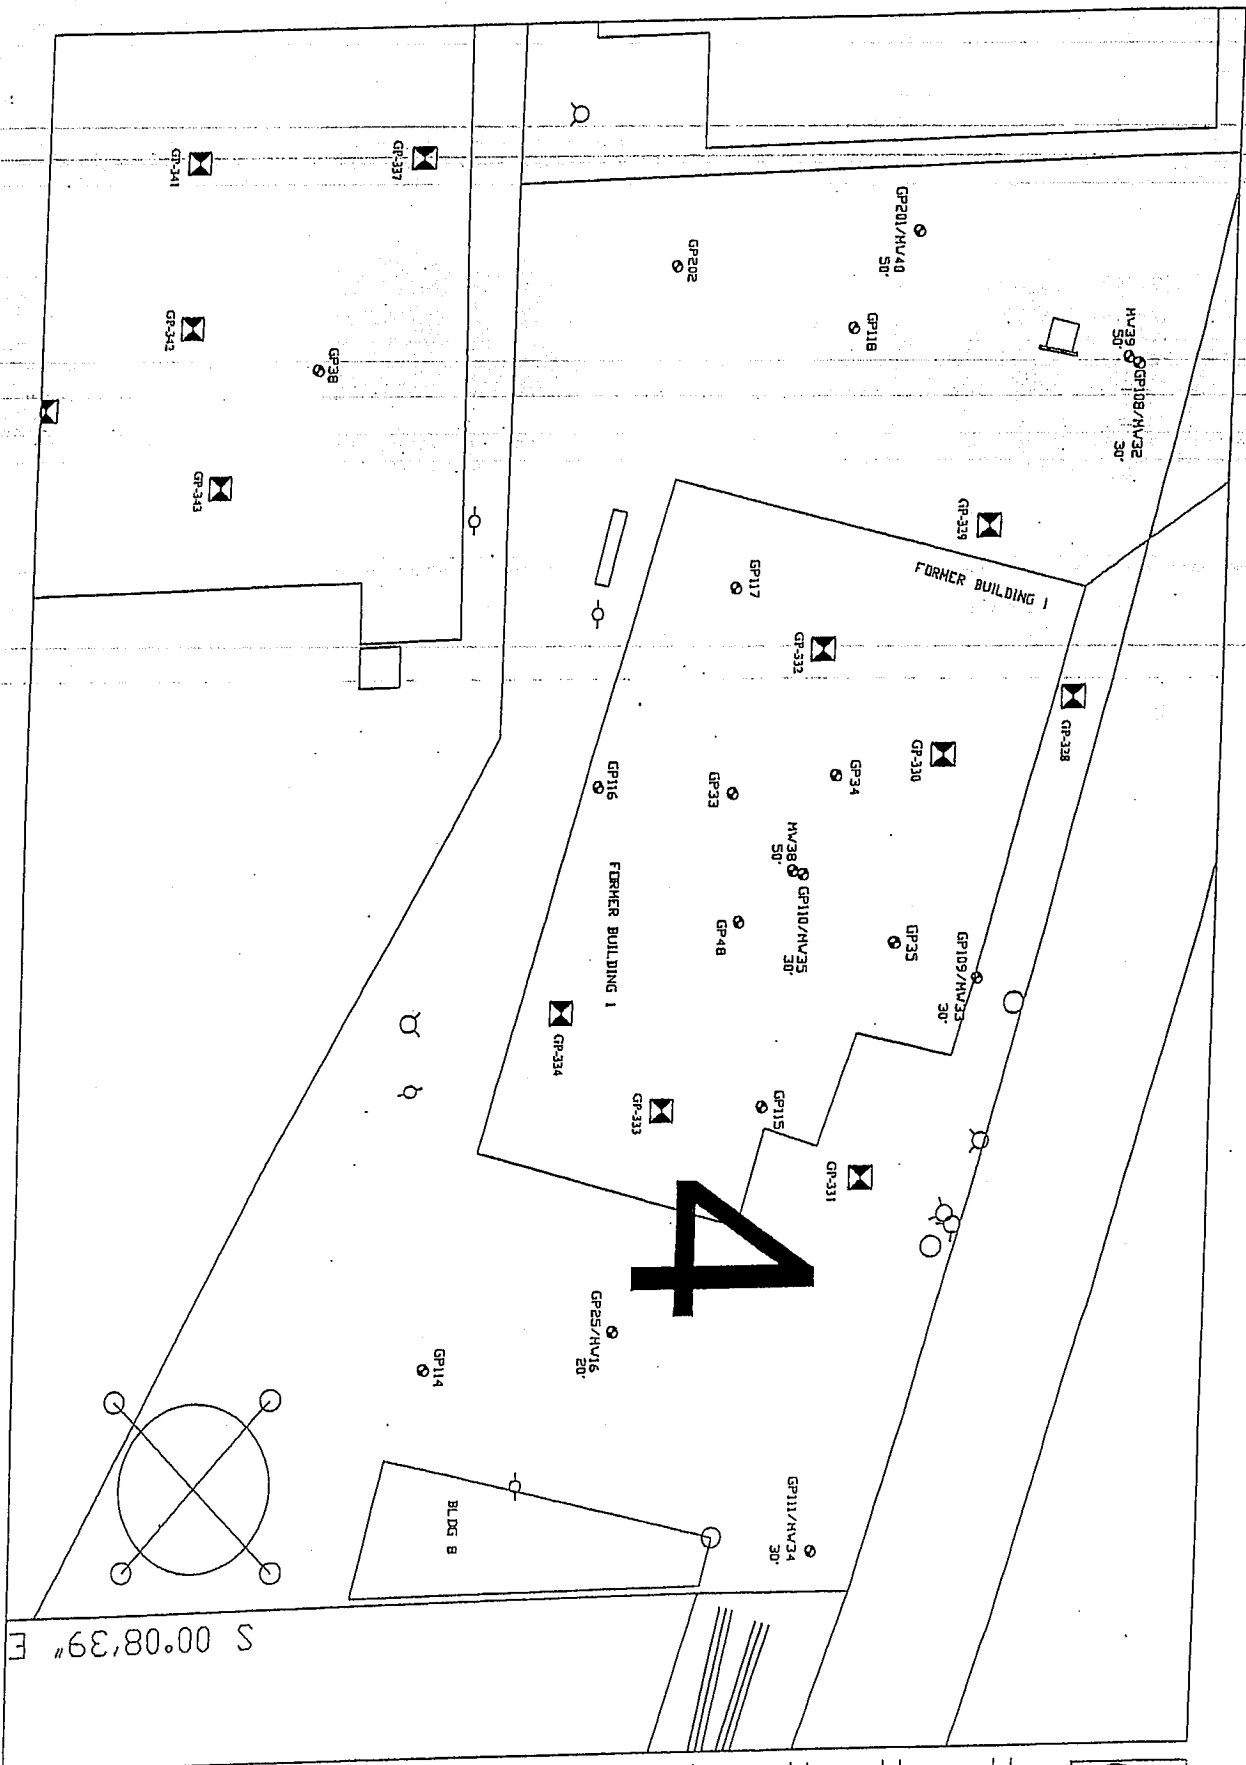 GP-341
GP-337
GP201/MW40
50'
GP202
GP118
MW39
50'
GP108/MW32
30'
GP-342
GP38
GP-343
GP-329
FORMER BUILDING 1
GP117
GP-332
GP-328
GP-330
GP34
GP33
GP116
MW38
50'
GP110/MW35
30'
GP48
GP35
GP109/MW33
30'
FORMER BUILDING 1
GP-334
GP-333
GP115
GP-331
4
GP25/MW16
20'
GP114
GP111/MW34
30'
BLDG 8
S 00°08'39" E